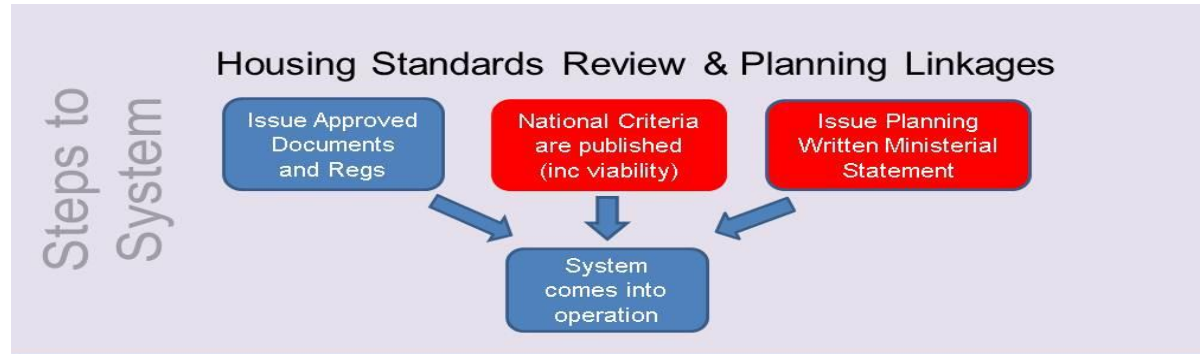 Steps to
System
Housing Standards Review & Planning Linkages
Issue Approved
Documents
and Regs
National Criteria
are published
(inc viability)
Issue Planning
Written Ministerial
Statement
System
comes into
operation